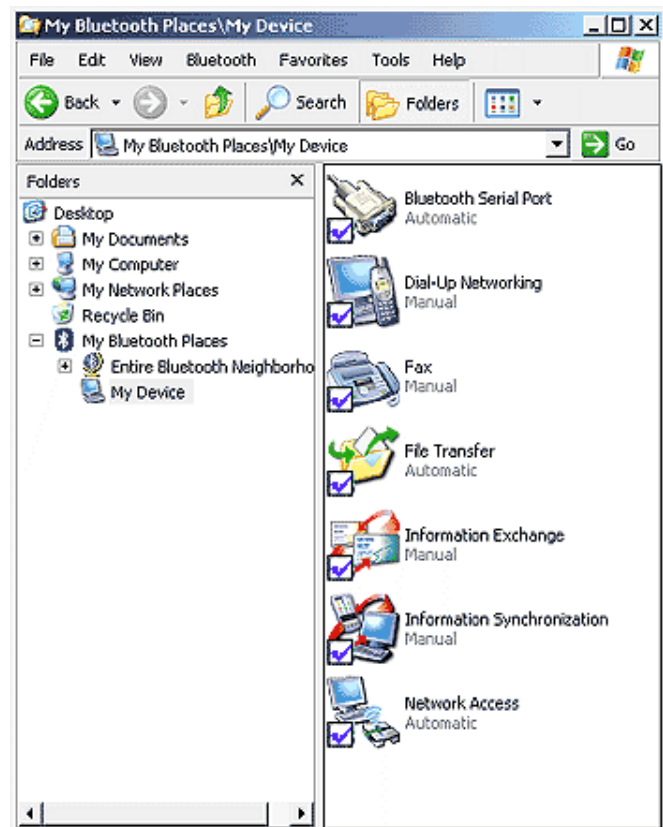 My Bluetooth Places\My Device
File Edit View Bluetooth Favorites Tools Help
Back Search Folders
Address My Bluetooth Places\My Device Go
Folders
Desktop
My Documents
My Computer
My Network Places
Recycle Bin
My Bluetooth Places
Entire Bluetooth Neighborho
My Device
Bluetooth Serial Port
Automatic
Dial-Up Networking
Manual
Fax
Manual
File Transfer
Automatic
Information Exchange
Manual
Information Synchronization
Manual
Network Access
Automatic